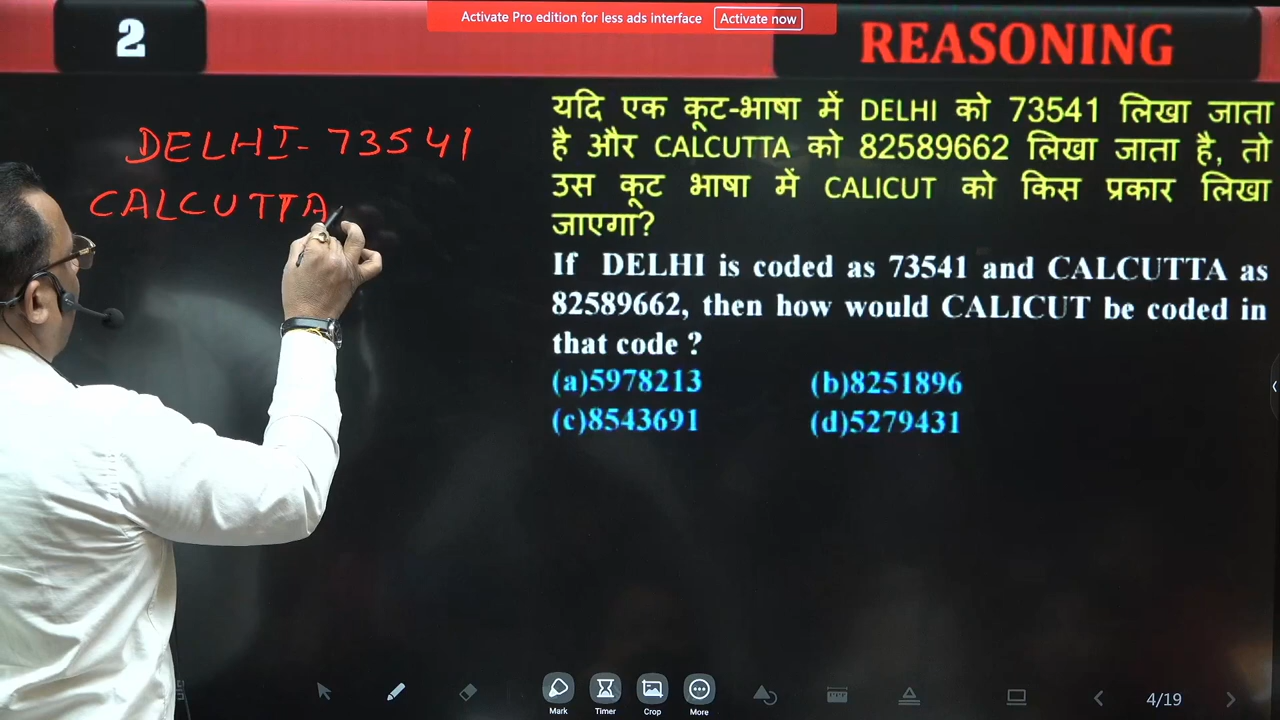 Activate Pro edition for less ads interface Activate now
2 REASONING
DELHI - 73541
CALCUTTA
यदि एक कूट-भाषा में DELHI को 73541 लिखा जाता
है और CALCUTTA को 82589662 लिखा जाता है, तो
उस कूट भाषा में CALICUT को किस प्रकार लिखा
जाएगा?
If DELHI is coded as 73541 and CALCUTTA as
82589662, then how would CALICUT be coded in
that code ?
(a)5978213 (b)8251896
(c)8543691 (d)5279431
Mark Timer Crop More
4/19